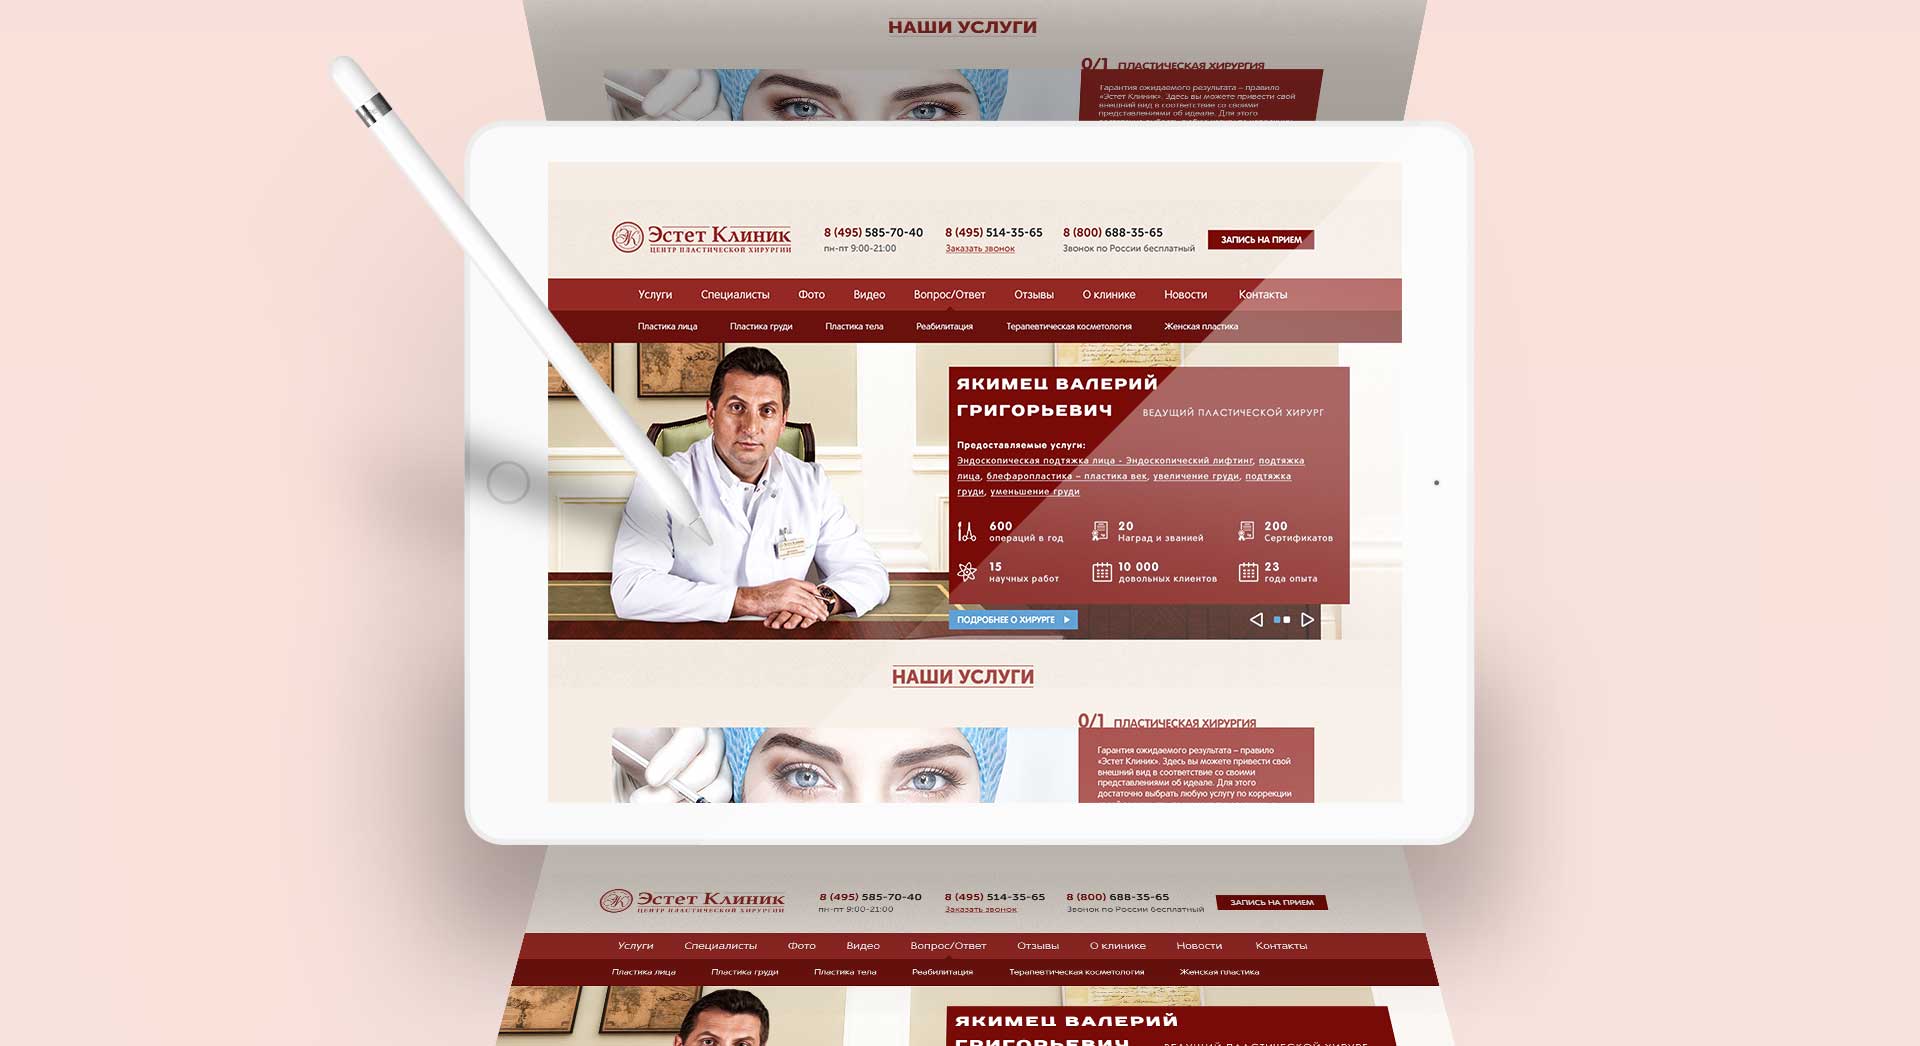 НАШИ УСЛУГИ
0/1 ПЛАСТИЧЕСКАЯ ХИРУРГИЯ
Гарантия ожидаемого результата – правило
«Эстет Клиник». Здесь вы можете привести свой
внешний вид в соответствие со своими
представлениями об идеале. Для этого
Эстет Клиник
ЦЕНТР ПЛАСТИЧЕСКОЙ ХИРУРГИИ
8 (495) 585-70-40
пн-пт 9:00-21:00
8 (495) 514-35-65
Заказать звонок
8 (800) 688-35-65
Звонок по России бесплатный
ЗАПИСЬ НА ПРИЕМ
Услуги Специалисты Фото Видео Вопрос/Ответ Отзывы О клинике Новости Контакты
Пластика лица Пластика груди Пластика тела Реабилитация Терапевтическая косметология Женская пластика
ЯКИМЕЦ ВАЛЕРИЙ
ГРИГОРЬЕВИЧ ВЕДУЩИЙ ПЛАСТИЧЕСКОЙ ХИРУРГ
Предоставляемые услуги:
Эндоскопическая подтяжка лица - Эндоскопический лифтинг, подтяжка
лица, блефаропластика – пластика век, увеличение груди, подтяжка
груди, уменьшение груди
600
операций в год
20
Наград и званией
200
Сертификатов
15
научных работ
10 000
довольных клиентов
23
года опыта
ПОДРОБНЕЕ О ХИРУРГЕ
НАШИ УСЛУГИ
0/1 ПЛАСТИЧЕСКАЯ ХИРУРГИЯ
Гарантия ожидаемого результата – правило
«Эстет Клиник». Здесь вы можете привести свой
внешний вид в соответствие со своими
представлениями об идеале. Для этого
достаточно выбрать любую услугу по коррекции
Эстет Клиник
ЦЕНТР ПЛАСТИЧЕСКОЙ ХИРУРГИИ
8 (495) 585-70-40
пн-пт 9:00-21:00
8 (495) 514-35-65
Заказать звонок
8 (800) 688-35-65
Звонок по России бесплатный
ЗАПИСЬ НА ПРИЕМ
Услуги Специалисты Фото Видео Вопрос/Ответ Отзывы О клинике Новости Контакты
Пластика лица Пластика груди Пластика тела Реабилитация Терапевтическая косметология Женская пластика
ЯКИМЕЦ ВАЛЕРИЙ
ГРИГОРЬЕВИЧ ВЕДУЩИЙ ПЛАСТИЧЕСКОЙ ХИРУРГ